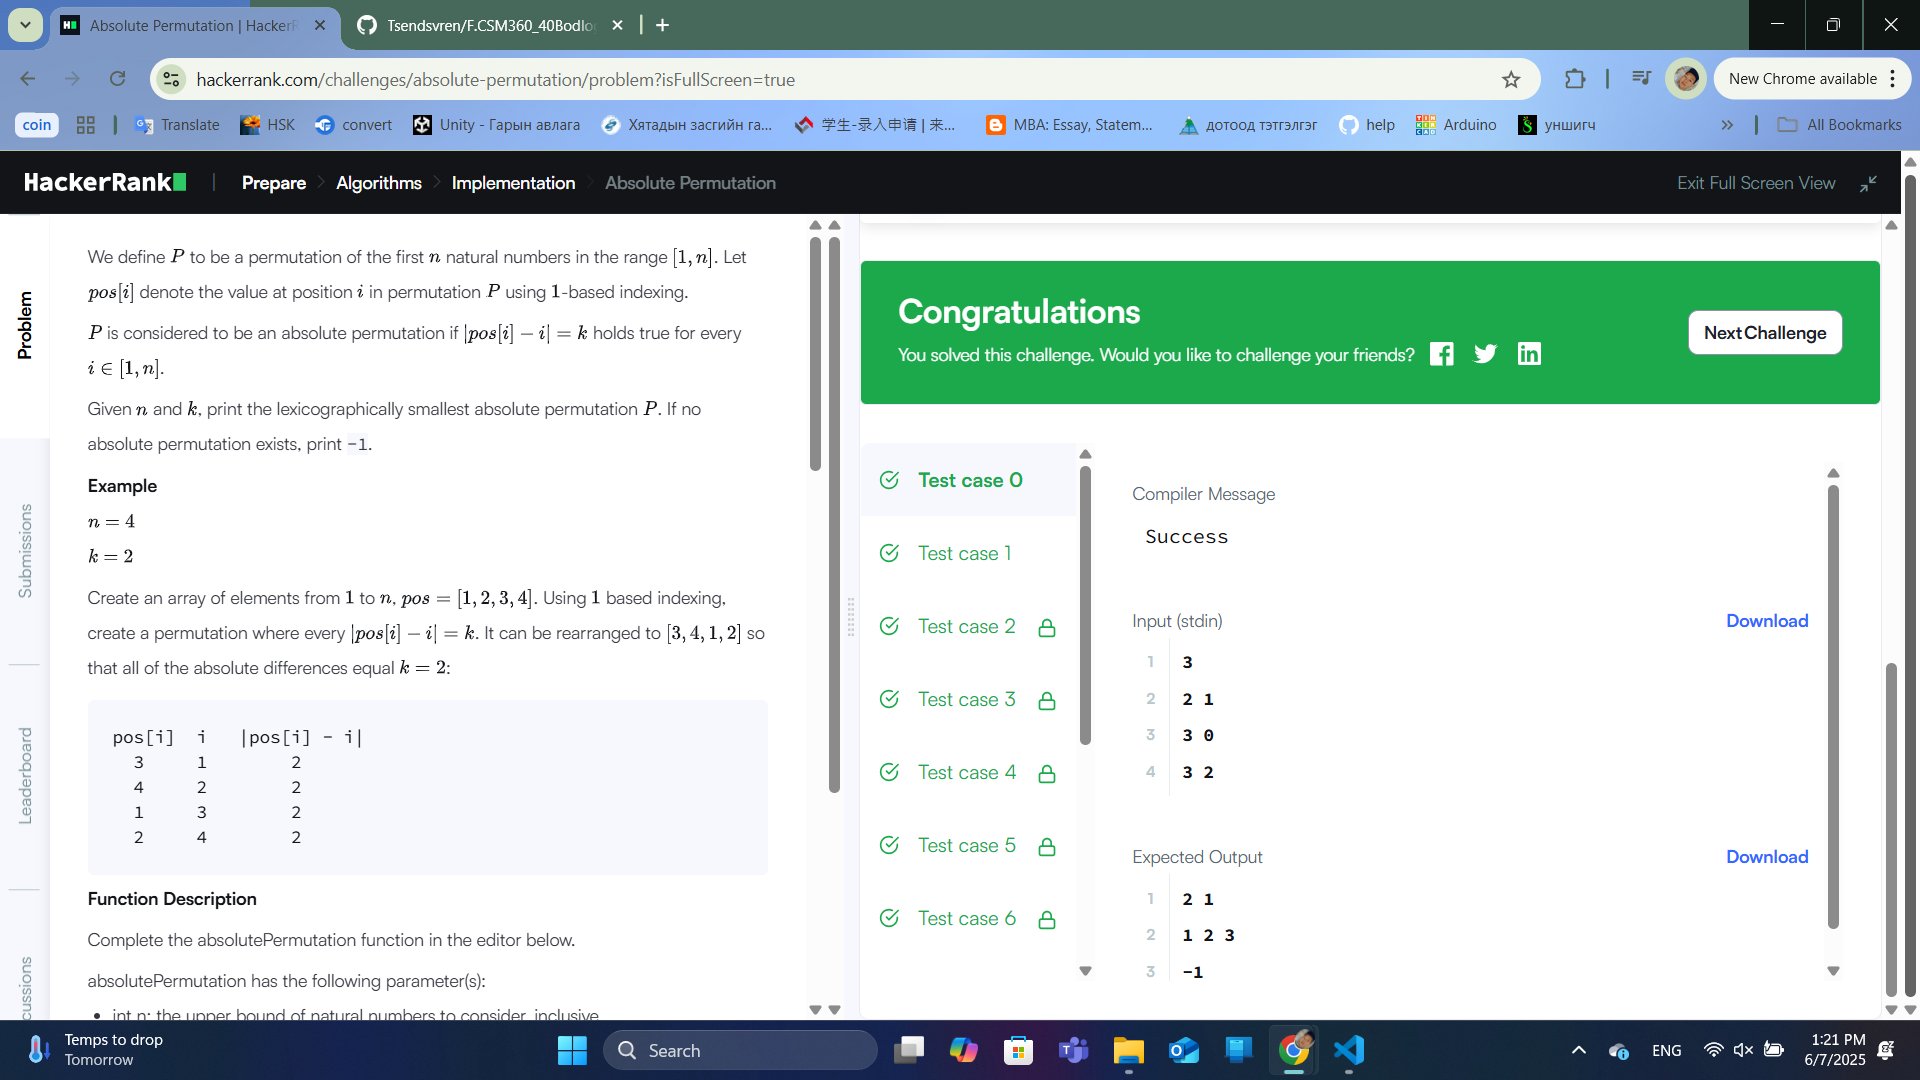 Absolute Permutation | HackerR
Tsendsvren/F.CSM360_40Bodlo
hackerrank.com/challenges/absolute-permutation/problem?isFullScreen=true
New Chrome available
coin
Translate
HSK
convert
Unity - Гарын авлага
Хятадын засгийн га...
学生-录入申请 | 来...
MBA: Essay, Statem...
дотоод тэтгэлгэг
help
Arduino
уншигч
All Bookmarks
HackerRank
Prepare
Algorithms
Implementation
Absolute Permutation
Exit Full Screen View
Problem
Submissions
Leaderboard
cussions
We define P to be a permutation of the first n natural numbers in the range [1, n]. Let
pos[i] denote the value at position i in permutation P using 1-based indexing.
P is considered to be an absolute permutation if |pos[i] − i| = k holds true for every
i ∈ [1, n].
Given n and k, print the lexicographically smallest absolute permutation P. If no
absolute permutation exists, print -1.
Example
n = 4
k = 2
Create an array of elements from 1 to n, pos = [1, 2, 3, 4]. Using 1 based indexing,
create a permutation where every |pos[i] − i| = k. It can be rearranged to [3, 4, 1, 2] so
that all of the absolute differences equal k = 2:
pos[i] i |pos[i] - i|
3 1 2
4 2 2
1 3 2
2 4 2
Function Description
Complete the absolutePermutation function in the editor below.
absolutePermutation has the following parameter(s):
• int n: the upper bound of natural numbers to consider, inclusive
Congratulations
You solved this challenge. Would you like to challenge your friends?
Next Challenge
Test case 0
Test case 1
Test case 2
Test case 3
Test case 4
Test case 5
Test case 6
Compiler Message
Success
Input (stdin)
Download
1 3
2 2 1
3 3 0
4 3 2
Expected Output
Download
1 2 1
2 1 2 3
3 -1
Temps to drop
Tomorrow
Search
ENG
1:21 PM
6/7/2025